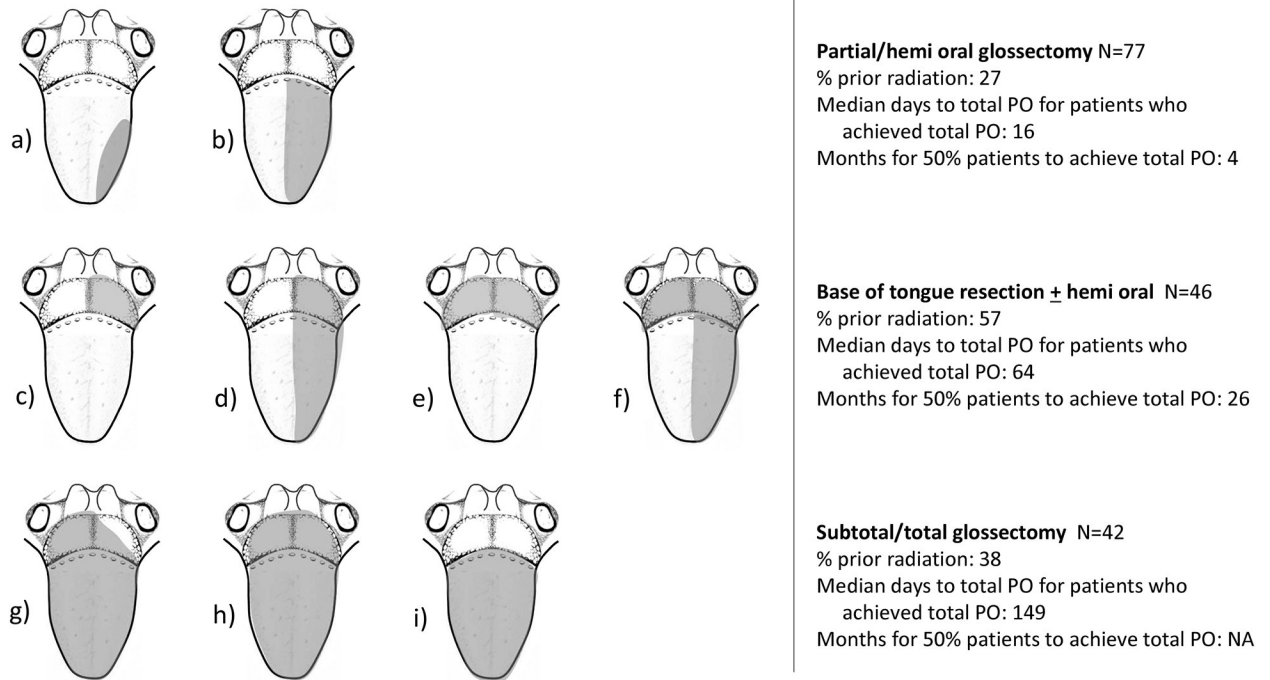 a)
b)
Partial/hemi oral glossectomy N=77
% prior radiation: 27
Median days to total PO for patients who
achieved total PO: 16
Months for 50% patients to achieve total PO: 4
c)
d)
e)
f)
Base of tongue resection ± hemi oral N=46
% prior radiation: 57
Median days to total PO for patients who
achieved total PO: 64
Months for 50% patients to achieve total PO: 26
g)
h)
i)
Subtotal/total glossectomy N=42
% prior radiation: 38
Median days to total PO for patients who
achieved total PO: 149
Months for 50% patients to achieve total PO: NA